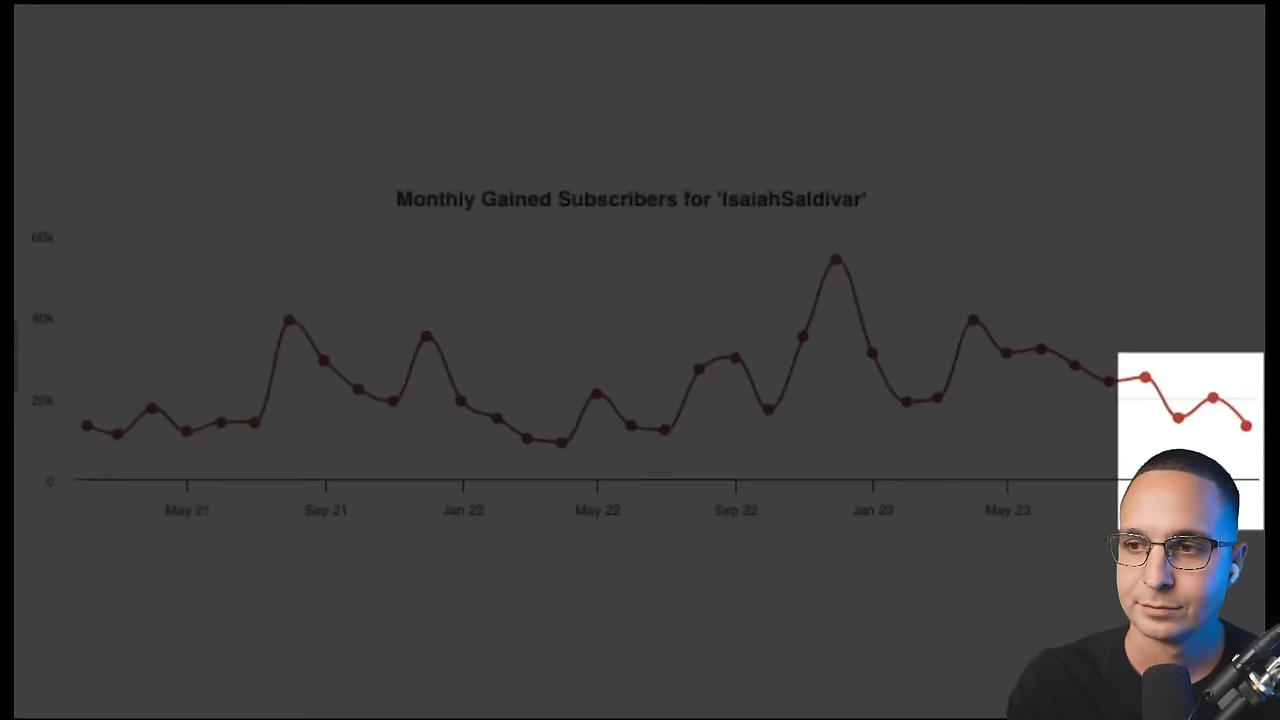 Monthly Gained Subscribers for 'IsaiahSaldivar'
60k
40k
20k
0
May 21 Sep 21 Jan 22 May 22 Sep 22 Jan 23 May 23